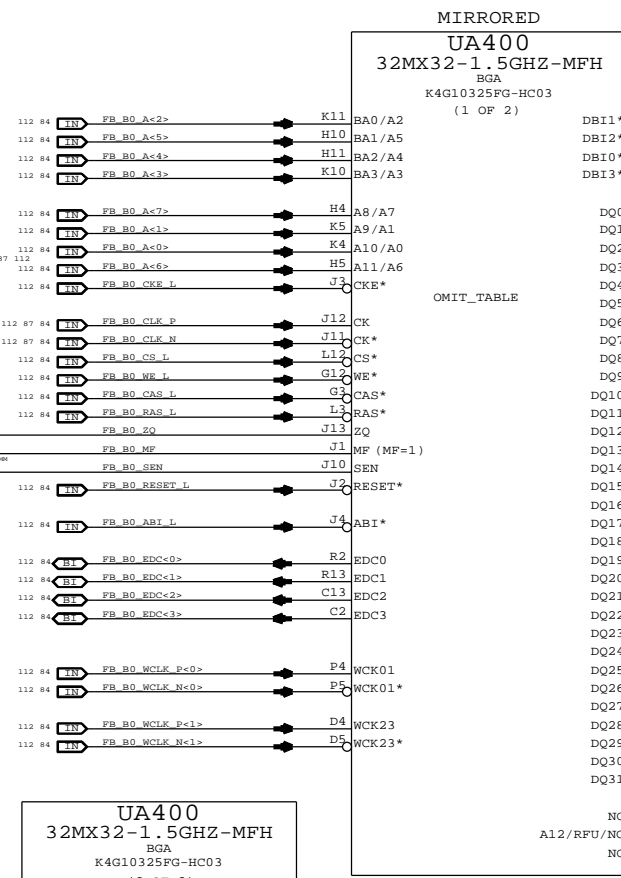 MIRRORED
UA400
32MX32-1.5GHZ-MFH
BGA
K4G10325FG-HC03
(1 OF 2)
112 84 IN FB_B0_A<2> K11 BA0/A2 DBI1*
112 84 IN FB_B0_A<5> H10 BA1/A5 DBI2*
112 84 IN FB_B0_A<4> H11 BA2/A4 DBI0*
112 84 IN FB_B0_A<3> K10 BA3/A3 DBI3*
112 84 IN FB_B0_A<7> H4 A8/A7 DQ0
112 84 IN FB_B0_A<1> K5 A9/A1 DQ1
112 84 IN FB_B0_A<0> K4 A10/A0 DQ2
87 112
112 84 IN FB_B0_A<6> H5 A11/A6 DQ3
112 84 IN FB_B0_CKE_L J3 CKE* DQ4
OMIT_TABLE DQ5
112 87 84 IN FB_B0_CLK_P J12 CK DQ6
112 87 84 IN FB_B0_CLK_N J11 CK* DQ7
112 84 IN FB_B0_CS_L L12 CS* DQ8
112 84 IN FB_B0_WE_L G12 WE* DQ9
112 84 IN FB_B0_CAS_L G3 CAS* DQ10
112 84 IN FB_B0_RAS_L L3 RAS* DQ11
FB_B0_ZQ J13 ZQ DQ12
FB_B0_MF J1 MF (MF=1) DQ13
MM
FB_B0_SEN J10 SEN DQ14
112 84 IN FB_B0_RESET_L J2 RESET* DQ15
DQ16
112 84 IN FB_B0_ABI_L J4 ABI* DQ17
DQ18
112 84 BI FB_B0_EDC<0> R2 EDC0 DQ19
112 84 BI FB_B0_EDC<1> R13 EDC1 DQ20
112 84 BI FB_B0_EDC<2> C13 EDC2 DQ21
112 84 BI FB_B0_EDC<3> C2 EDC3 DQ22
DQ23
DQ24
112 84 IN FB_B0_WCLK_P<0> P4 WCK01 DQ25
112 84 IN FB_B0_WCLK_N<0> P5 WCK01* DQ26
DQ27
112 84 IN FB_B0_WCLK_P<1> D4 WCK23 DQ28
112 84 IN FB_B0_WCLK_N<1> D5 WCK23* DQ29
DQ30
DQ31
NC
A12/RFU/NC
NC
UA400
32MX32-1.5GHZ-MFH
BGA
K4G10325FG-HC03